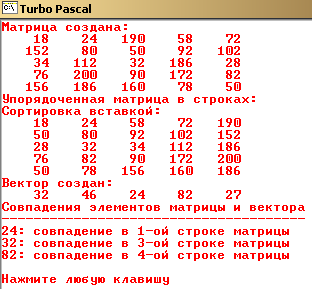 Turbo Pascal
Матрица создана:
18 24 190 58 72
152 80 50 92 102
34 112 32 186 28
76 200 90 172 82
156 186 160 78 50
Упорядоченная матрица в строках:
Сортировка вставкой:
18 24 58 72 190
50 80 92 102 152
28 32 34 112 186
76 82 90 172 200
50 78 156 160 186
Вектор создан:
32 46 24 82 27
Совпадения элементов матрицы и вектора
24: совпадение в 1-ой строке матрицы
32: совпадение в 3-ой строке матрицы
82: совпадение в 4-ой строке матрицы
Нажмите любую клавишу